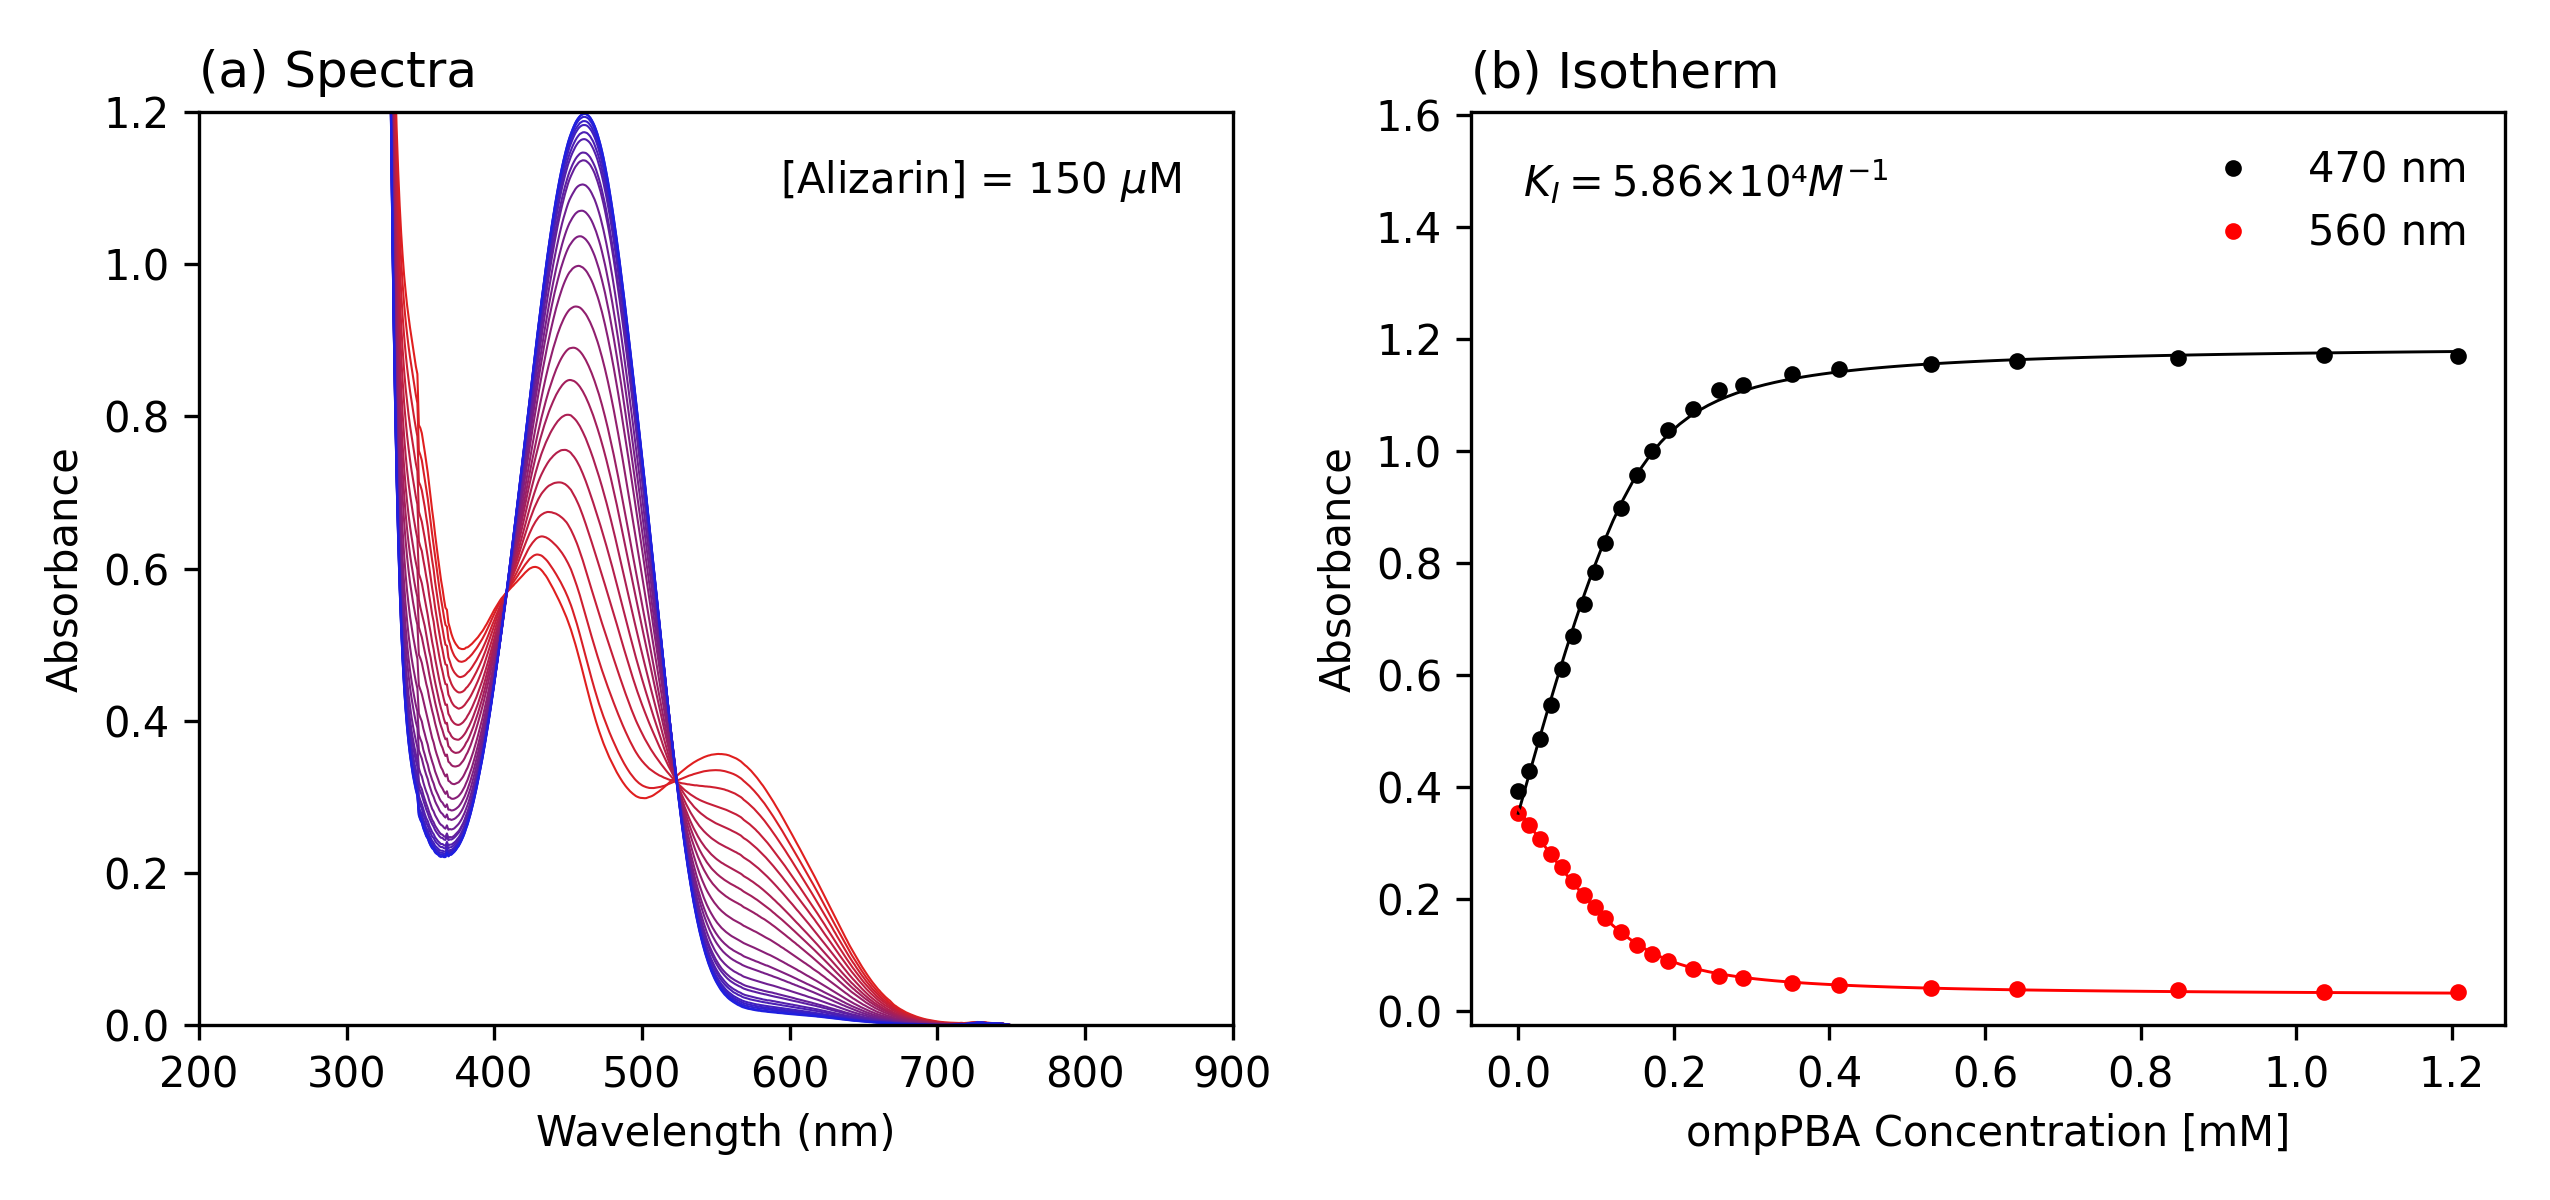 (a) Spectra
1.2
1.0
0.8
0.6
0.4
0.2
0.0
Absorbance
[Alizarin] = 150 μM
200 300 400 500 600 700 800 900
Wavelength (nm)
(b) Isotherm
1.6
1.4
1.2
1.0
0.8
0.6
0.4
0.2
0.0
Absorbance
K_I = 5.86×10⁴M⁻¹
470 nm
560 nm
0.0 0.2 0.4 0.6 0.8 1.0 1.2
ompPBA Concentration [mM]